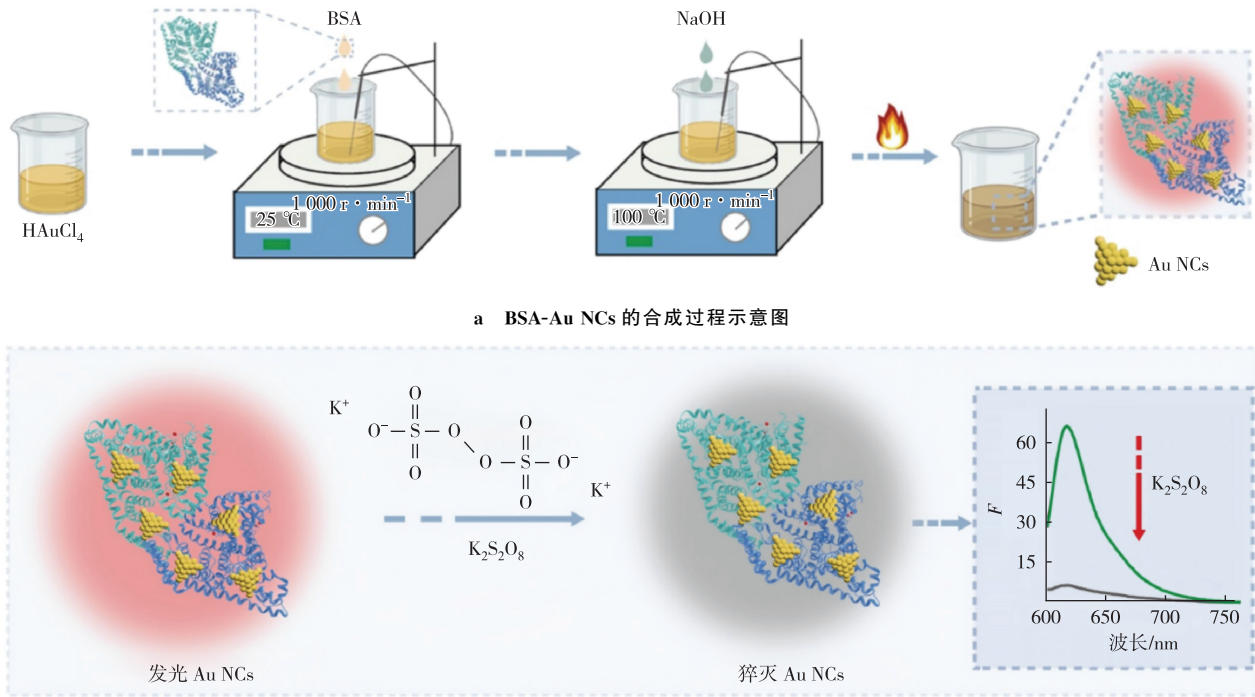 BSA
NaOH
HAuCl₄
25 ℃
1 000 r·min⁻¹
100 ℃
1 000 r·min⁻¹
Au NCs
a BSA-Au NCs 的合成过程示意图
K⁺
O
O
O⁻
S
O
O
S
O⁻
O
O
K⁺
K₂S₂O₈
发光 Au NCs
猝灭 Au NCs
F
60
45
30
15
K₂S₂O₈
600
650
700
750
波长/nm